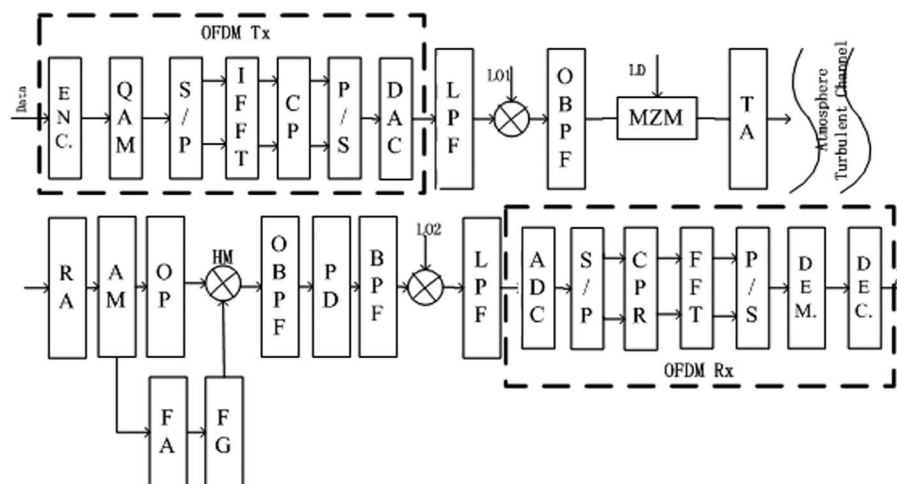 OFDM Tx
Data
ENC.
QAM
S/P
IFFT
CP
P/S
DAC
LPF
LO1
OBPF
LD
MZM
TA
Atmosphere
Turbulent Channel
RA
AM
OP
HM
OBPF
PD
BPF
LO2
LPF
ADC
S/P
CPR
FFT
P/S
DEM.
DEC.
OFDM Rx
FA
FG